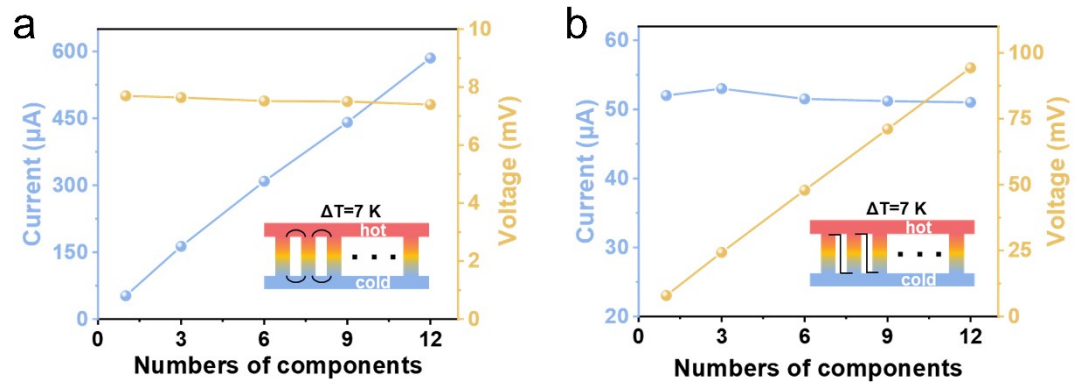 a
Current (μA)
600
450
300
150
0
0
3
6
9
12
Numbers of components
10
8
6
4
2
0
Voltage (mV)
ΔT=7 K
hot
cold
b
Current (μA)
60
50
40
30
20
0
3
6
9
12
Numbers of components
100
75
50
25
0
Voltage (mV)
ΔT=7 K
hot
cold